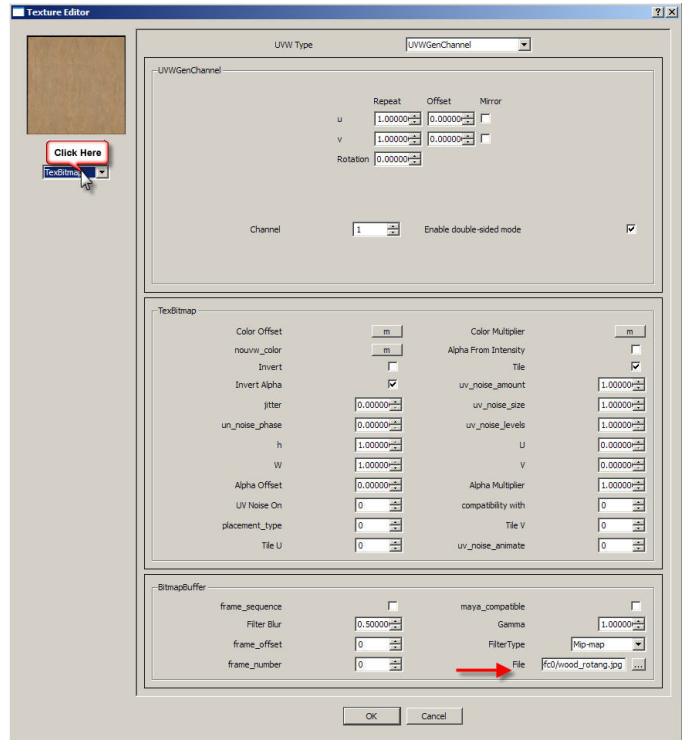 Texture Editor
UVW Type UVWGenChannel
UVWGenChannel
Repeat Offset Mirror
u 1.00000 0.00000
v 1.00000 0.00000
Rotation 0.00000
Click Here
TexBitmap
Channel 1 Enable double-sided mode
TexBitmap
Color Offset m Color Multiplier m
nouvw_color m Alpha From Intensity
Invert Tile
Invert Alpha uv_noise_amount 1.00000
jitter 0.00000 uv_noise_size 1.00000
un_noise_phase 0.00000 uv_noise_levels 1.00000
h 1.00000 U 0.00000
W 1.00000 V 0.00000
Alpha Offset 0.00000 Alpha Multiplier 1.00000
UV Noise On 0 compatibility with 0
placement_type 0 Tile V 0
Tile U 0 uv_noise_animate 0
BitmapBuffer
frame_sequence maya_compatible
Filter Blur 0.50000 Gamma 1.00000
frame_offset 0 FilterType Mip-map
frame_number 0 File fc0/wood_rotang.jpg ...
OK Cancel